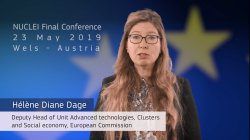 NUCLEI Final Conference
23 May 2019
Wels - Austria
Hélène Diane Dage
Deputy Head of Unit Advanced technologies, Clusters
and Social economy, European Commission